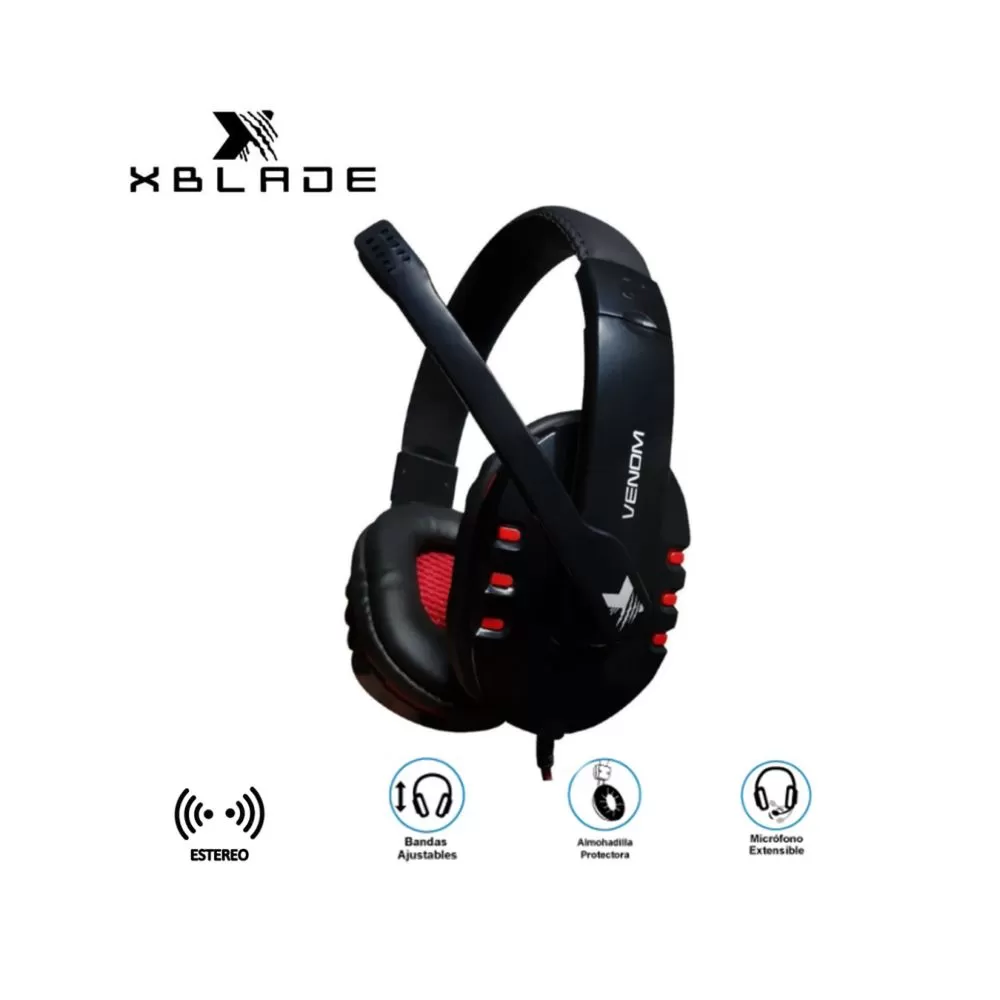 XBLADE
VENOM
ESTEREO
Bandas
Ajustables
Almohadilla
Protectora
Micrófono
Extensible